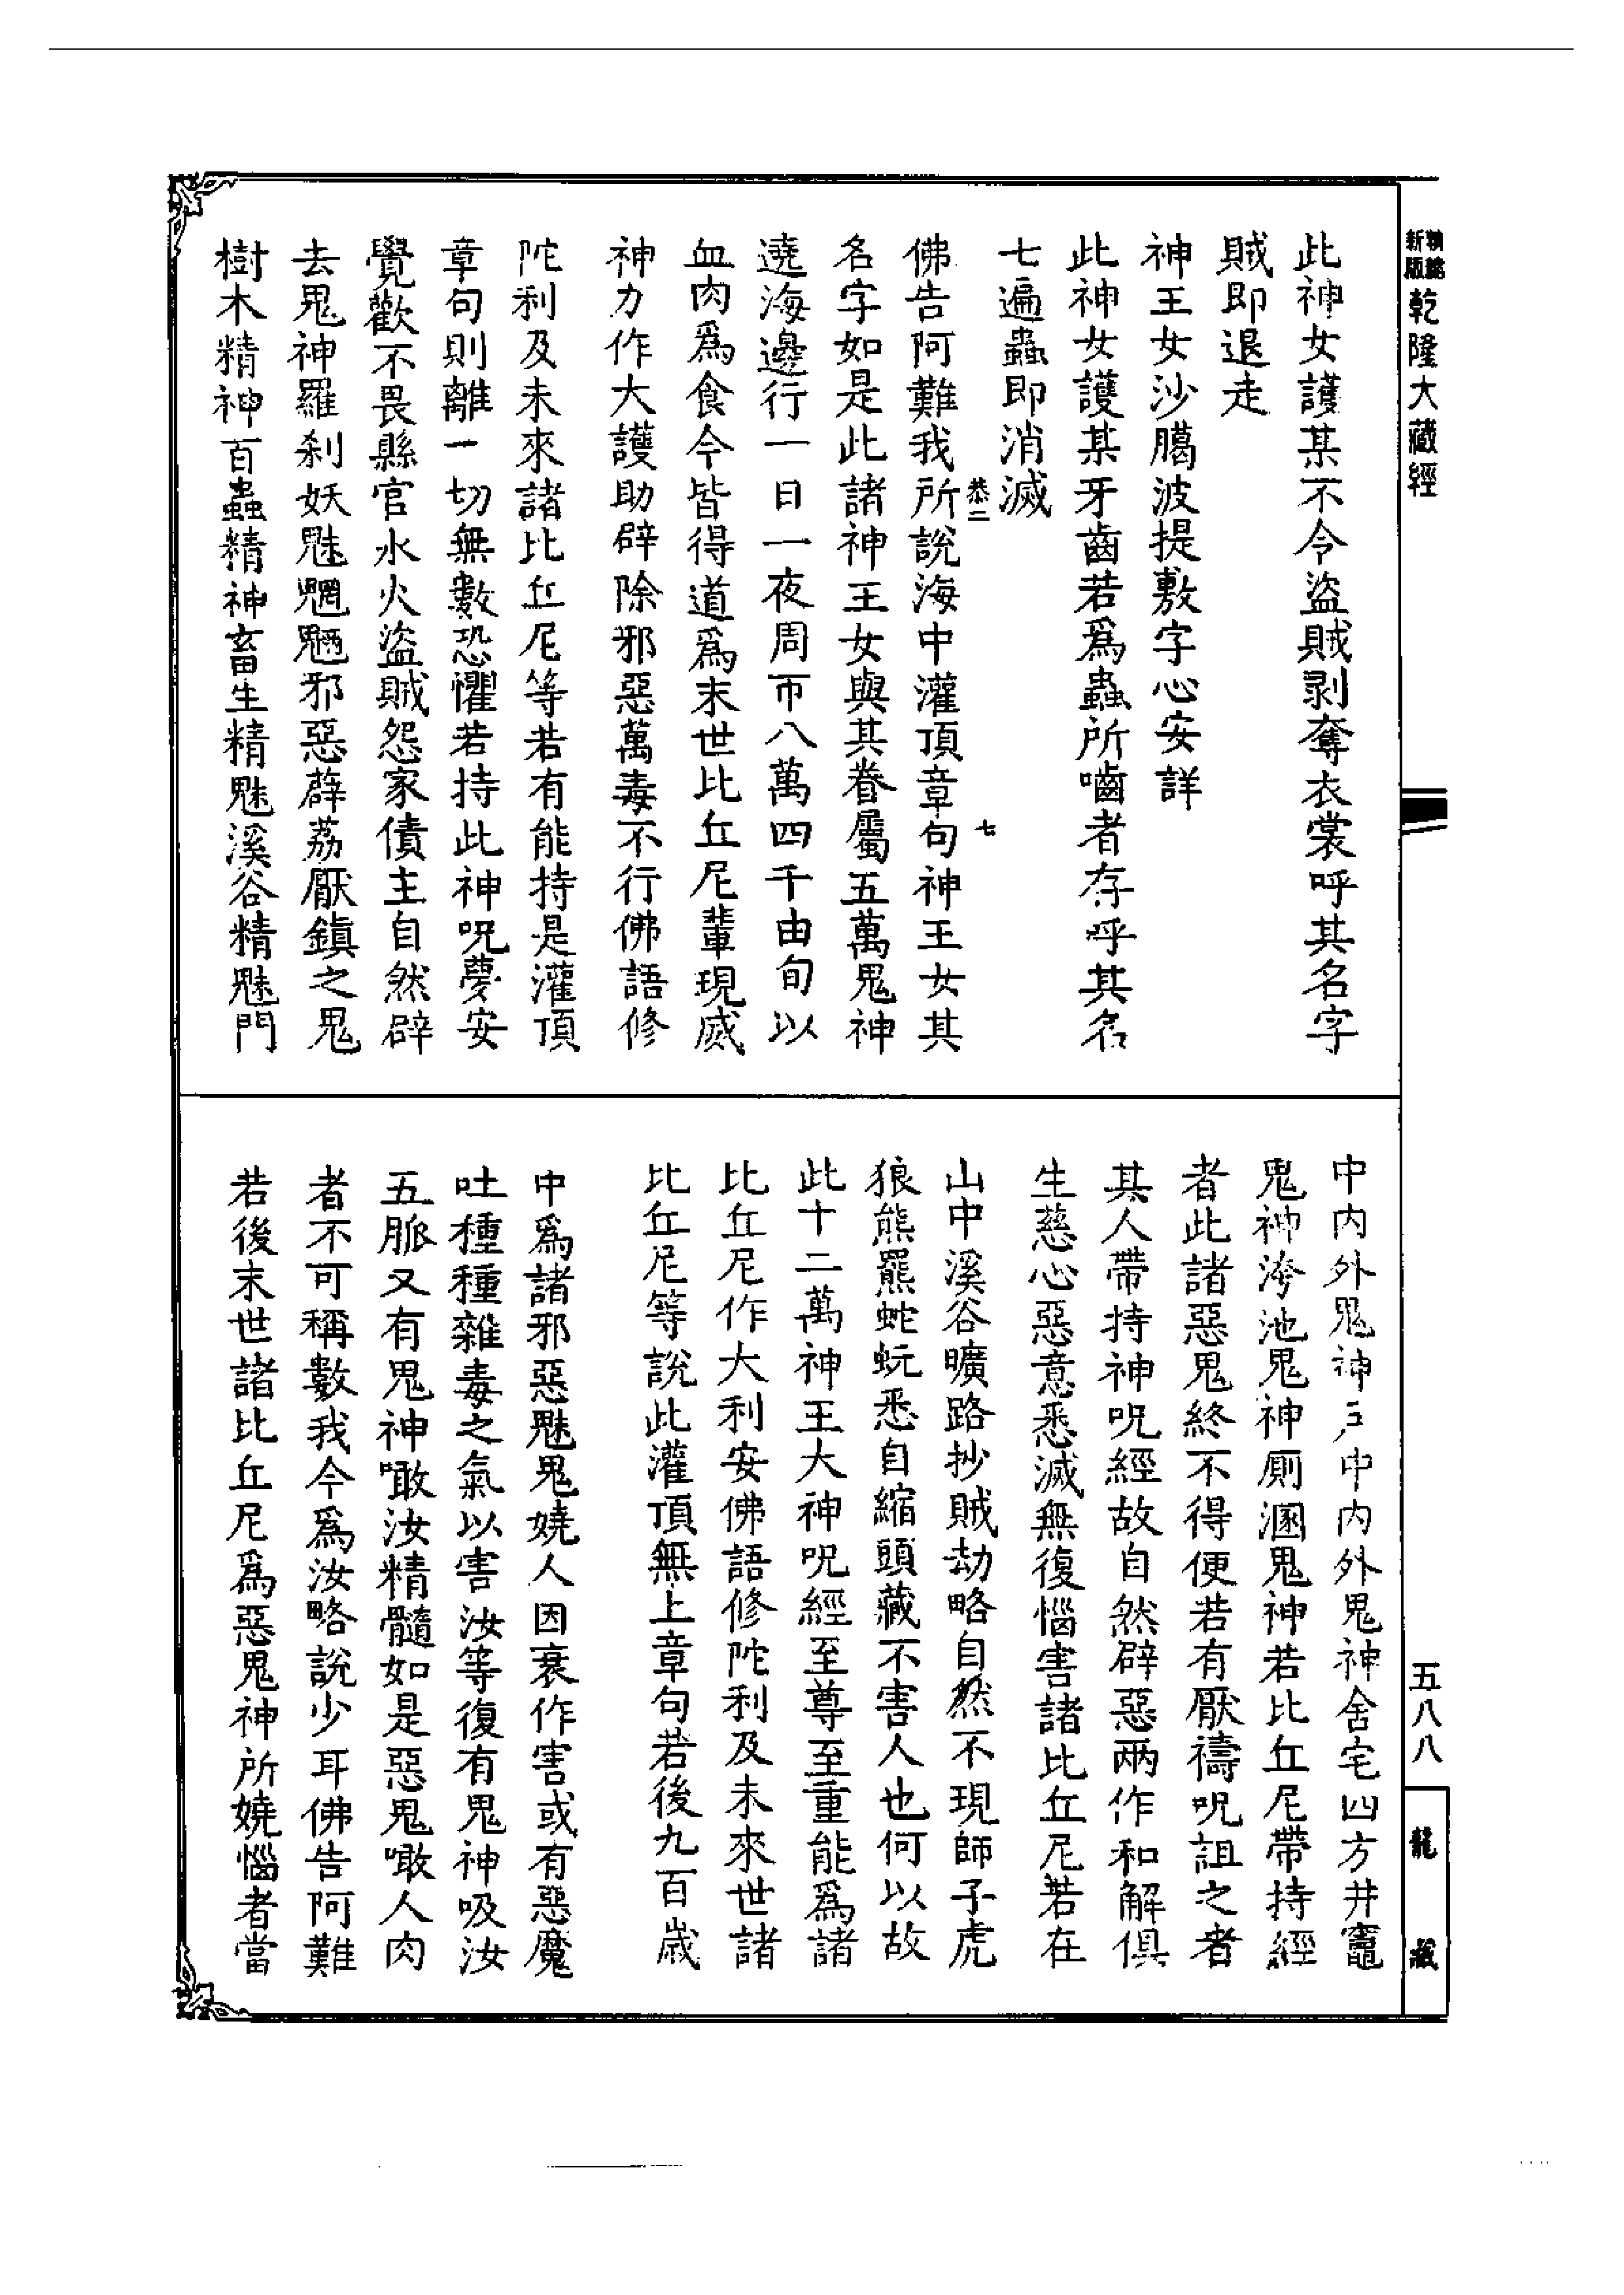 新版
乾隆大藏經
此神女護某不令盜賊剥奪衣裳呼其名字
賊即退走
神王女沙臈波提敷字心安詳
此神女護某牙齒若為蟲所嚙者存呼其名
七遍蟲即消滅
恭二
七
佛告阿難我所說海中灌頂章句神王女其
名字如是此諸神王女與其眷屬五萬鬼神
遶海邊行一日一夜周帀八萬四千由旬以
血肉為食今皆得道為末世比丘尼輩現威
神力作大護助辟除邪惡萬毒不行佛語修
陀利及未來諸比丘尼等若有能持是灌頂
章句則離一切無數恐懼若持此神呪夢安
覺歡不畏縣官水火盜賊怨家債主自然辟
去鬼神羅刹妖魅魍魎邪惡薜荔厭鎮之鬼
樹木精神百蟲精神畜生精魅溪谷精魅門
中内外鬼神戶中内外鬼神舍宅四方井竈
鬼神洿池鬼神厠溷鬼神若比丘尼帶持經
者此諸惡鬼終不得便若有厭禱呪詛之者
其人帶持神呪經故自然辟惡兩作和解俱
生慈心惡意悉滅無復惱害諸比丘尼若在
山中溪谷曠路抄賊劫略自然不現師子虎
狼熊羆蛇蚖悉自縮頭藏不害人也何以故
此十二萬神王大神呪經至尊至重能為諸
比丘尼作大利安佛語修陀利及未來世諸
比丘尼等說此灌頂無上章句若後九百歲
中為諸邪惡魅鬼嬈人因衰作害或有惡魔
吐種種雜毒之氣以害汝等復有鬼神吸汝
五脈又有鬼神噉汝精髓如是惡鬼噉人肉
者不可稱數我今為汝略說少耳佛告阿難
若後末世諸比丘尼為惡鬼神所嬈惱者當
五八八
龍藏